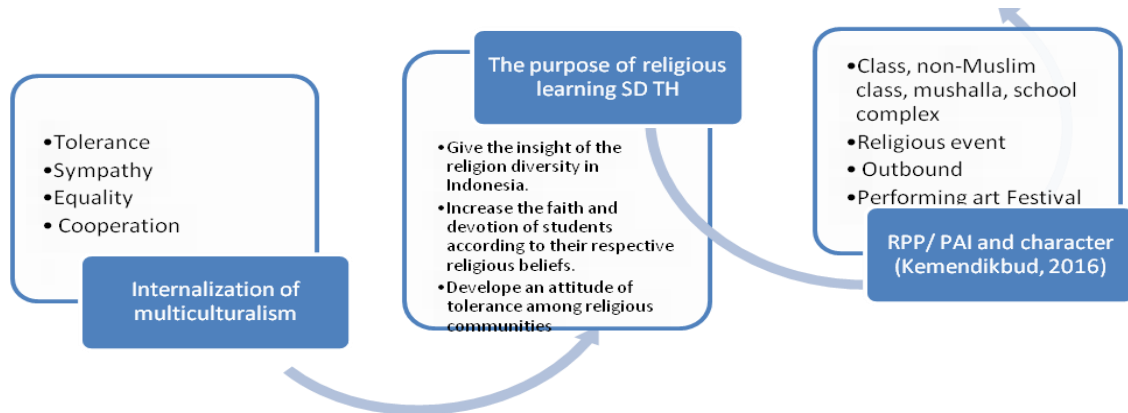 •Tolerance
•Sympathy
•Equality
• Cooperation
Internalization of
multiculturalism
The purpose of religious
learning SD TH
•Give the insight of the
religion diversity in
Indonesia.
•Increase the faith and
devotion of students
according to their respective
religious beliefs.
•Develope an attitude of
tolerance among religious
communities
•Class, non-Muslim
class, mushalla, school
complex
•Religious event
• Outbound
•Performing art Festival
RPP/ PAI and character
(Kemendikbud, 2016)